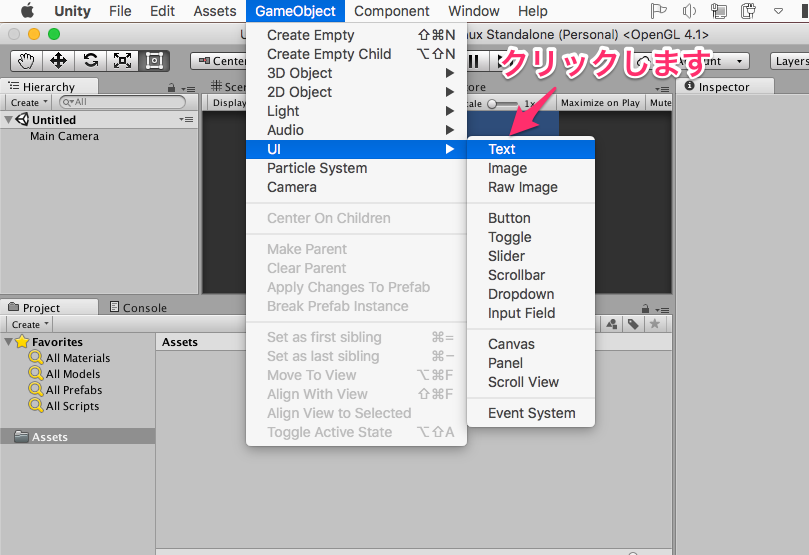 Unity File Edit Assets GameObject Component Window Help
nux Standalone (Personal) <OpenGL 4.1>
Center
クリックします
Layers
Hierarchy
Create
All
Untitled
Main Camera
Display
1x Maximize on Play Mute
Inspector
Create Empty ⇧⌘N
Create Empty Child ⌥⇧N
3D Object
2D Object
Light
Audio
UI
Particle System
Camera
Center On Children
Make Parent
Clear Parent
Apply Changes To Prefab
Break Prefab Instance
Set as first sibling ⌘=
Set as last sibling ⌘-
Move To View ⌥⌘F
Align With View ⇧⌘F
Align View to Selected
Toggle Active State ⌥⇧A
Text
Image
Raw Image
Button
Toggle
Slider
Scrollbar
Dropdown
Input Field
Canvas
Panel
Scroll View
Event System
Project Console
Create
Favorites
All Materials
All Models
All Prefabs
All Scripts
Assets
Assets